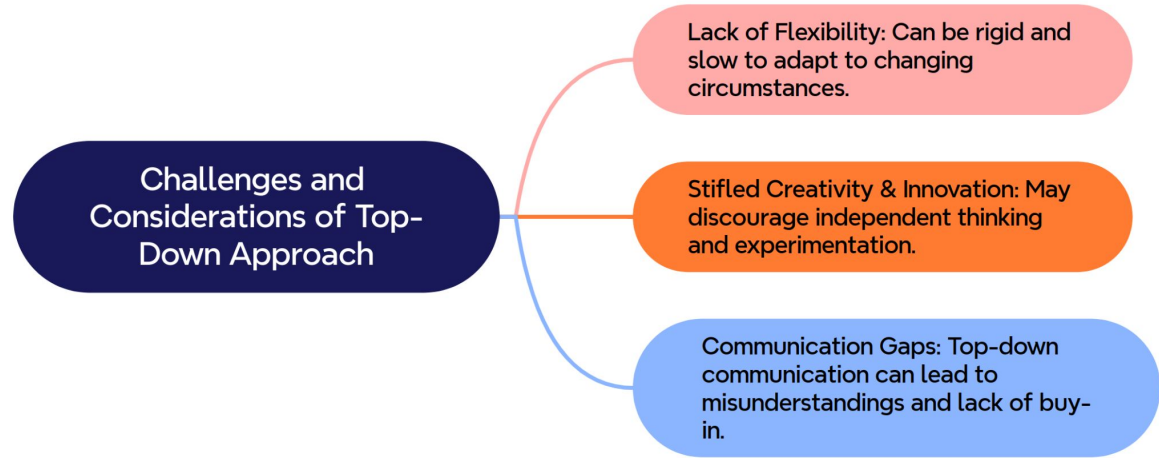 Challenges and
Considerations of Top-
Down Approach
Lack of Flexibility: Can be rigid and
slow to adapt to changing
circumstances.
Stifled Creativity & Innovation: May
discourage independent thinking
and experimentation.
Communication Gaps: Top-down
communication can lead to
misunderstandings and lack of buy-
in.